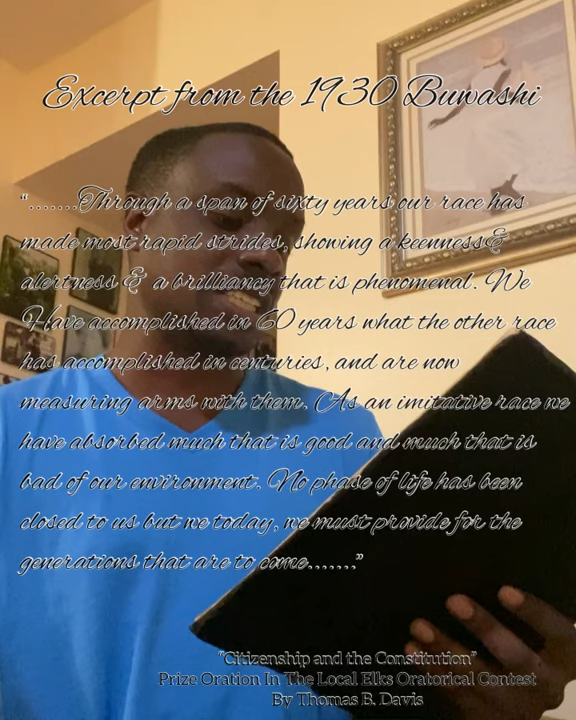 Excerpt from the 1930 Buwashi
".......Through a span of sixty years our race has
made most rapid strides, showing a keenness &
alertness & a brilliancy that is phenomenal. We
Have accomplished in 60 years what the other race
has accomplished in centuries, and are now
measuring arms with them. (As an imitative race we
have absorbed much that is good and much that is
bad of our environment. No phase of life has been
closed to us but we today, we must provide for the
generations that are to come......."
"Citizenship and the Constitution"
Prize Oration In The Local Elks Oratorical Contest
By Thomas B. Davis